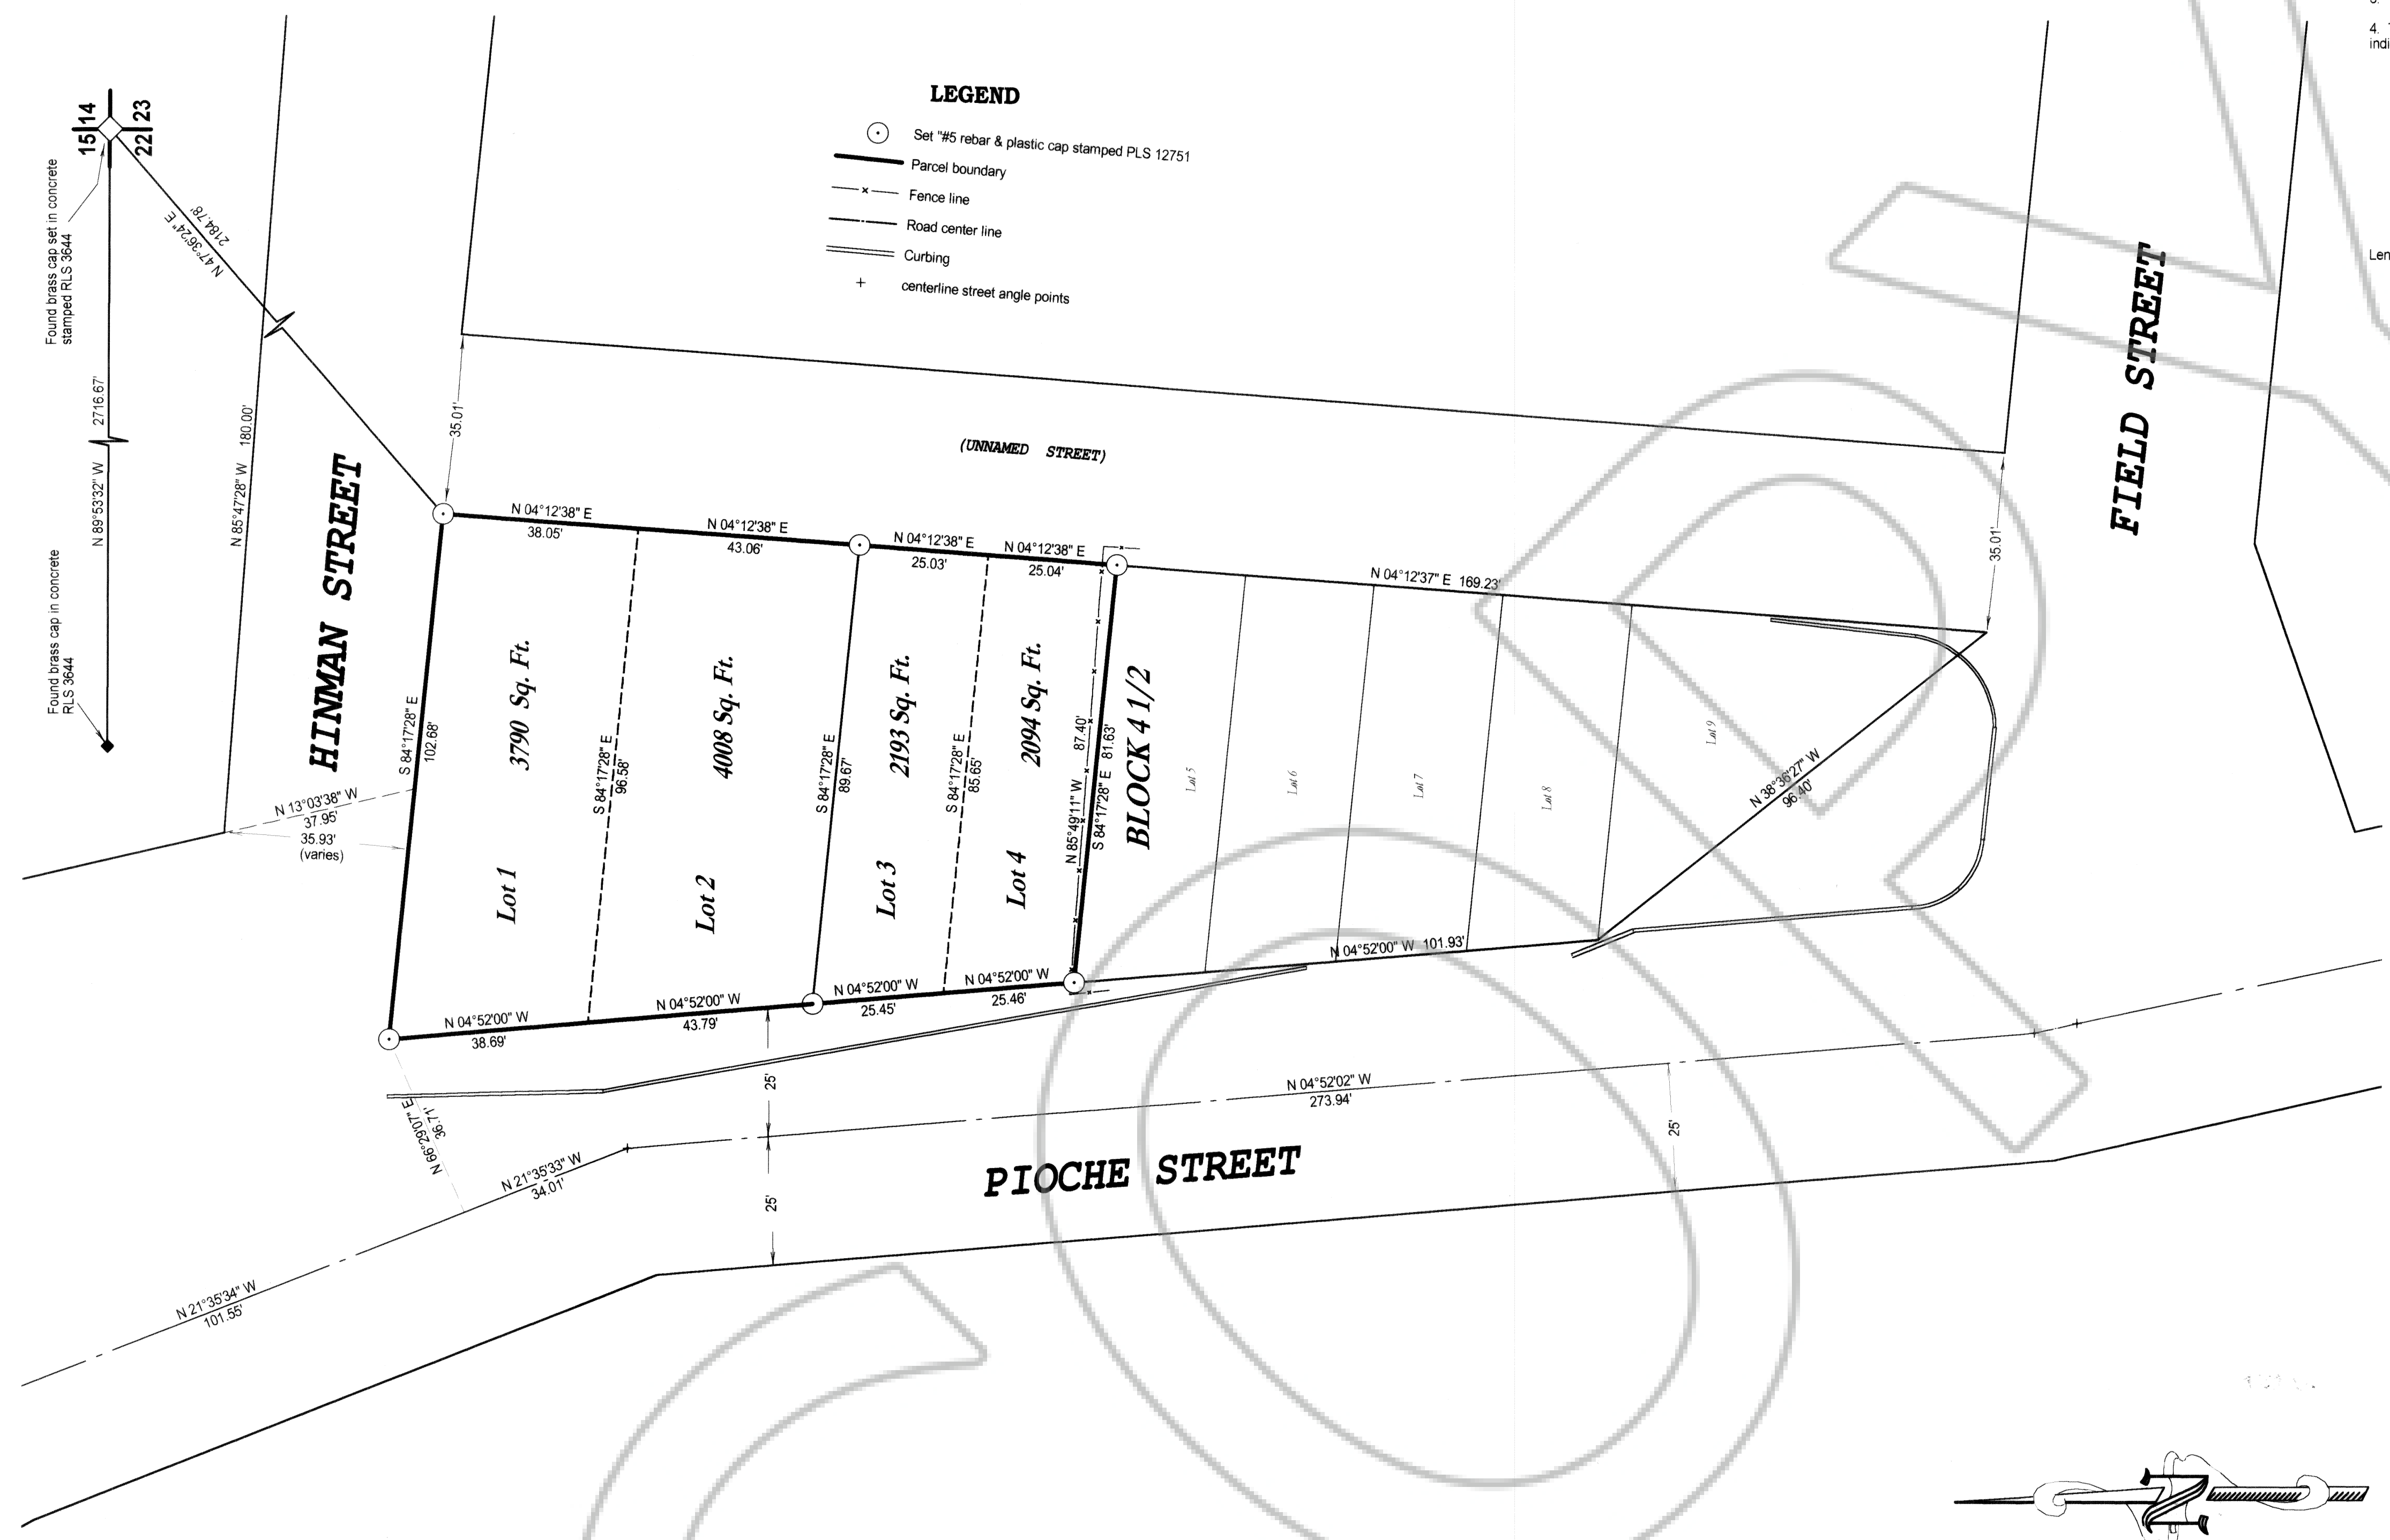 3.
4.
indi
Len
15|14
22|23
Found brass cap set in concrete
stamped RLS 3644
N 47°36'24" E
2184.78'
N 89°53'32" W 2716.67'
Found brass cap in concrete
RLS 3644
N 85°47'28" W 180.00'
HINMAN STREET
LEGEND
Set "#5 rebar & plastic cap stamped PLS 12751
Parcel boundary
Fence line
Road center line
Curbing
centerline street angle points
35.01'
(UNNAMED STREET)
FIELD STREET
35.01'
N 04°12'38" E
38.05'
N 04°12'38" E
43.06'
N 04°12'38" E
25.03'
N 04°12'38" E
25.04'
N 04°12'37" E 169.23'
S 84°17'28" E
102.68'
3790 Sq. Ft.
S 84°17'28" E
96.58'
4008 Sq. Ft.
S 84°17'28" E
89.67'
2193 Sq. Ft.
S 84°17'28" E
85.65'
2094 Sq. Ft.
N 85°49'11" W 87.40'
S 84°17'28" E 81.63'
BLOCK 4 1/2
Lot 1
Lot 2
Lot 3
Lot 4
Lot 5
Lot 6
Lot 7
Lot 8
Lot 9
N 38°36'27" W
96.40'
N 13°03'38" W
37.95'
35.93'
(varies)
N 04°52'00" W
38.69'
N 04°52'00" W
43.79'
N 04°52'00" W
25.45'
N 04°52'00" W
25.46'
N 04°52'00" W 101.93'
N 66°29'07" E
36.71'
25'
25'
25'
N 04°52'02" W
273.94'
N 21°35'33" W
34.01'
PIOCHE STREET
N 21°35'34" W
101.55'